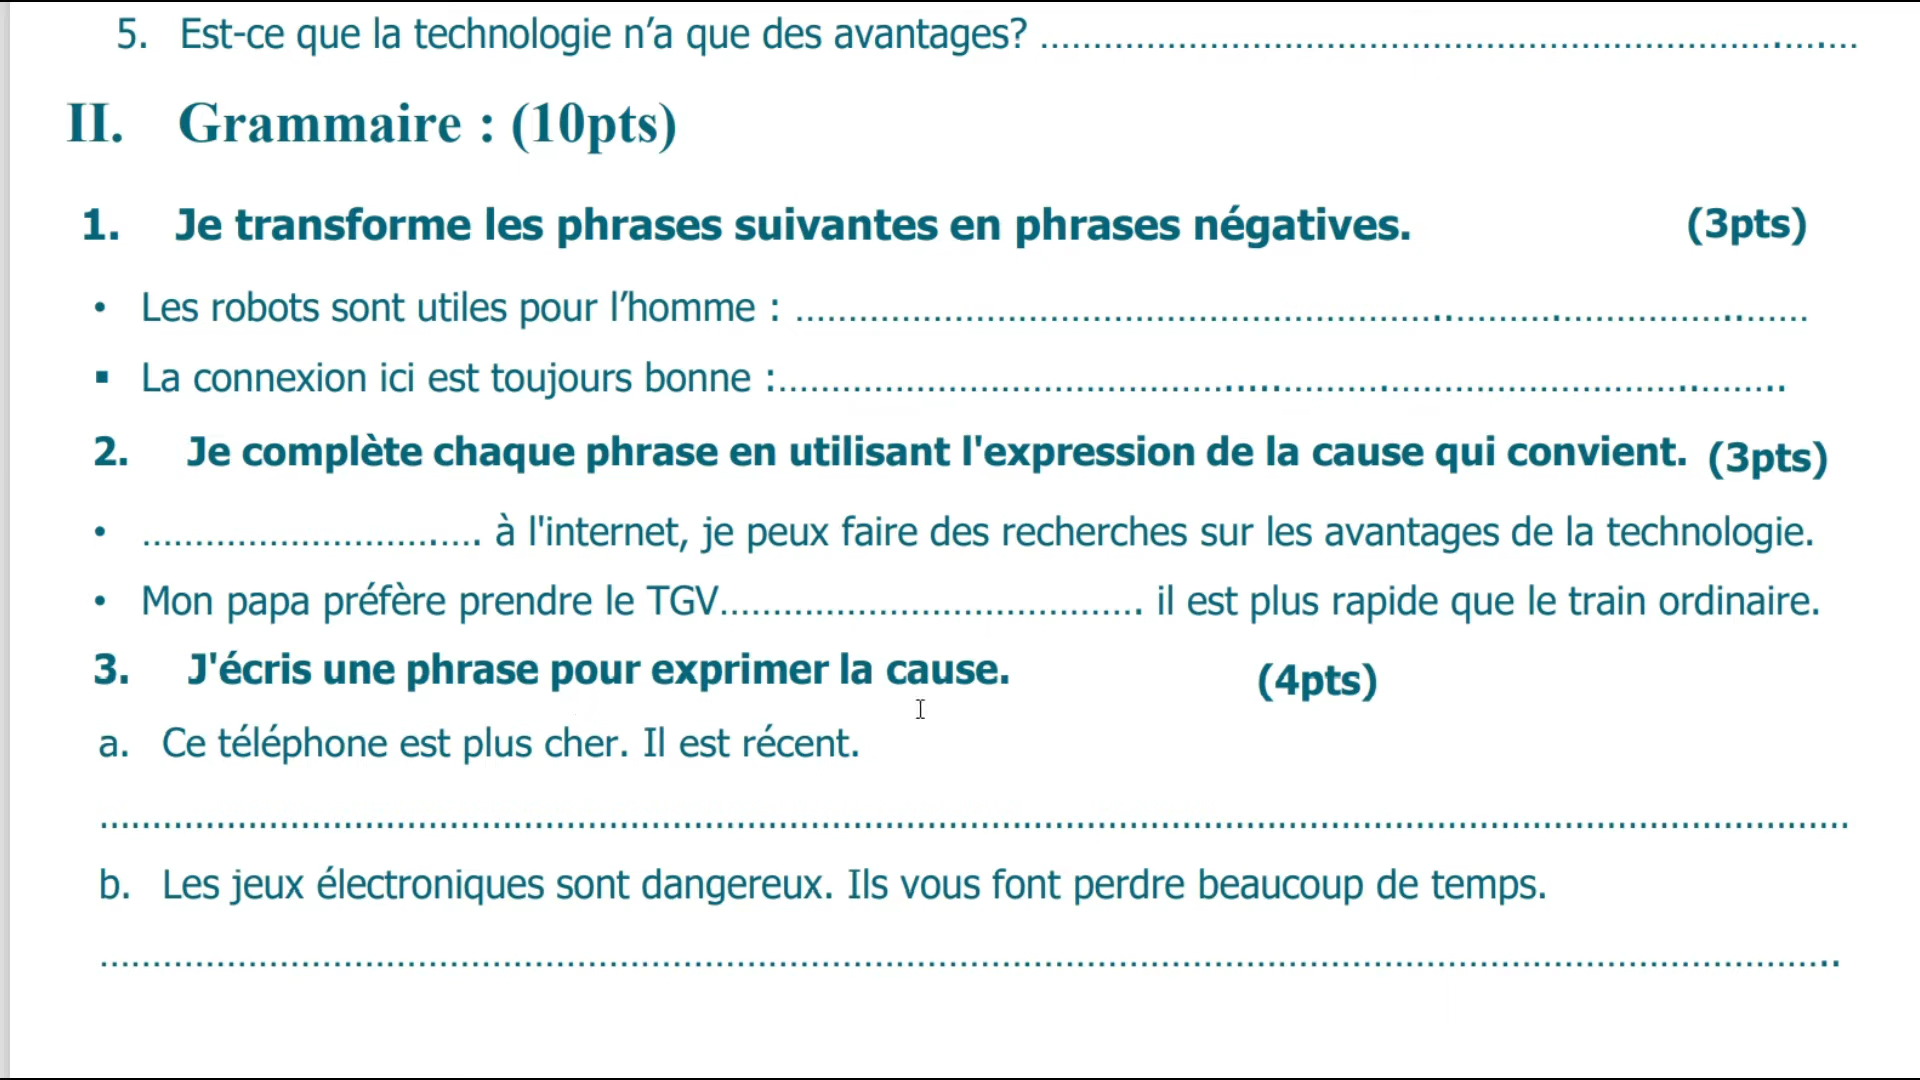 5. Est-ce que la technologie n’a que des avantages? ..........................................................................
II. Grammaire : (10pts)
1. Je transforme les phrases suivantes en phrases négatives. (3pts)
• Les robots sont utiles pour l’homme : ..........................................................................
▪ La connexion ici est toujours bonne :..........................................................................
2. Je complète chaque phrase en utilisant l'expression de la cause qui convient. (3pts)
• ................................ à l'internet, je peux faire des recherches sur les avantages de la technologie.
• Mon papa préfère prendre le TGV...................................... il est plus rapide que le train ordinaire.
3. J'écris une phrase pour exprimer la cause. (4pts)
a. Ce téléphone est plus cher. Il est récent.
....................................................................................................................................
b. Les jeux électroniques sont dangereux. Ils vous font perdre beaucoup de temps.
....................................................................................................................................